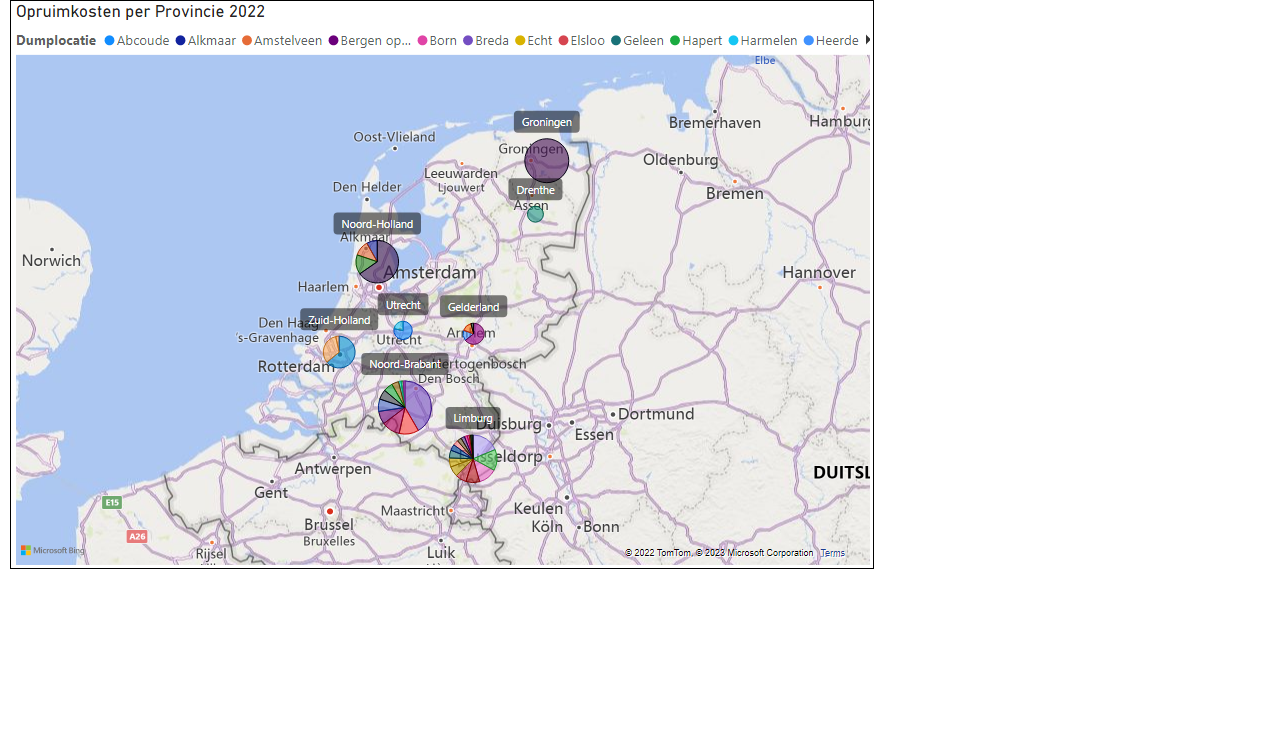 Opruimkosten per Provincie 2022
Dumplocatie Abcoude Alkmaar Amstelveen Bergen op... Born Breda Echt Elsloo Geleen Hapert Harmelen Heerde
Elbe
Groningen
Bremerhaven
Hamburg
Oost-Vlieland
Groningen
Oldenburg
Leeuwarden
Ljouwert
Den Helder
Drenthe
Bremen
Assen
Noord-Holland
Alkmaar
Norwich
Amsterdam
Hannover
Haarlem
Utrecht
Gelderland
Zuid-Holland
Den Haag
's-Gravenhage
Utrecht
Arnhem
Rotterdam
Noord-Brabant
ertogenbosch
Den Bosch
Limburg
Duisburg
Dortmund
Essen
sseldorp
Antwerpen
DUITSL
Gent
E15
Maastricht
Keulen
Köln
Bonn
Brussel
Bruxelles
A26
Rijsel
Luik
Microsoft Bing
© 2022 TomTom, © 2023 Microsoft Corporation Terms